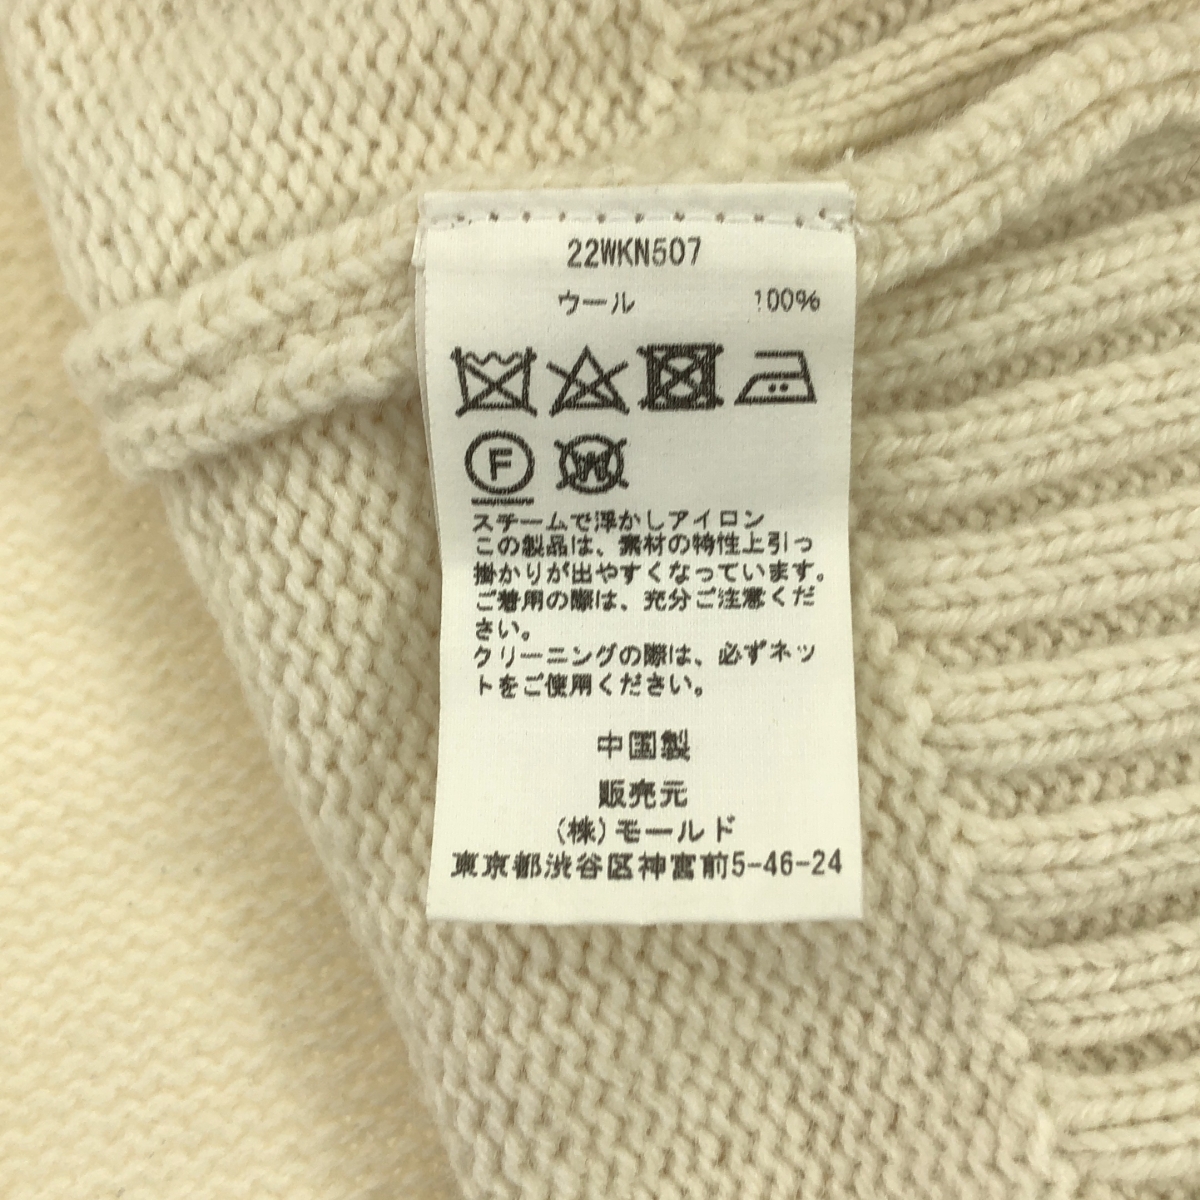 22WKN507
ウール 100%
F W
スチームで浮かしアイロン
この製品は、素材の特性上引っ
掛かりが出やすくなっています。
ご着用の際は、充分ご注意くだ
さい。
クリーニングの際は、必ずネッ
トをご使用ください。
中国製
販売元
(株)モールド
東京都渋谷区神宮前5-46-24